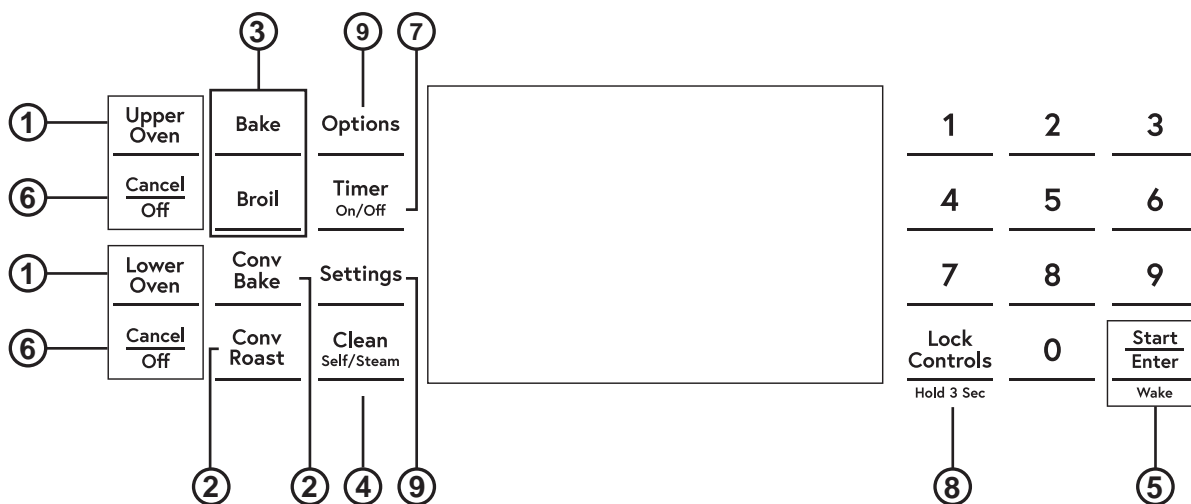 3
9
7
1
Upper
Oven
Bake
Options
1
2
3
6
Cancel
Off
Broil
Timer
On/Off
4
5
6
1
Lower
Oven
Conv
Bake
Settings
7
8
9
6
Cancel
Off
Conv
Roast
Clean
Self/Steam
Lock
Controls
Hold 3 Sec
0
Start
Enter
Wake
2
2
4
9
8
5